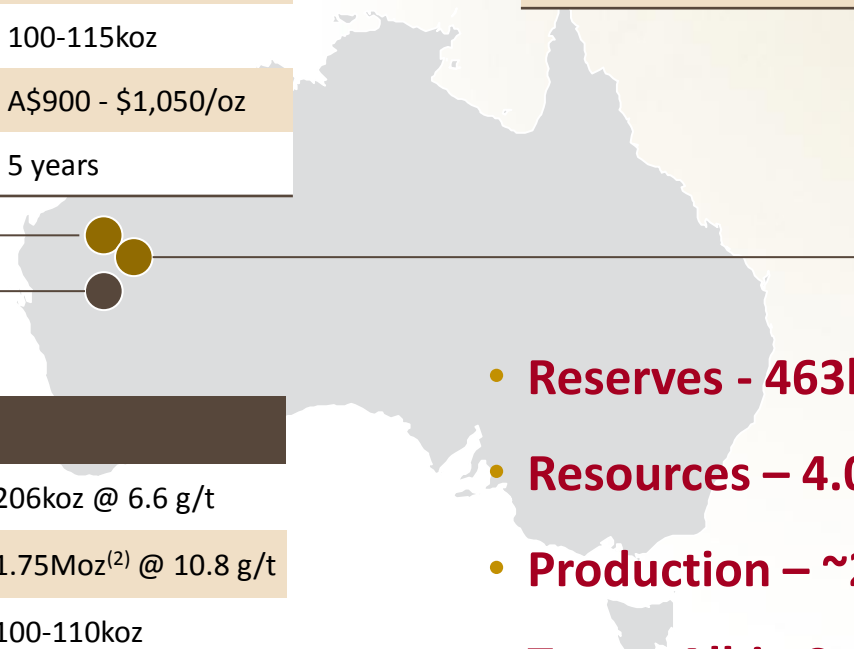 100-115koz
A$900 - $1,050/oz
5 years
206koz @ 6.6 g/t
1.75Moz(2) @ 10.8 g/t
100-110koz
• Reserves - 463
• Resources – 4.0
• Production – ~2